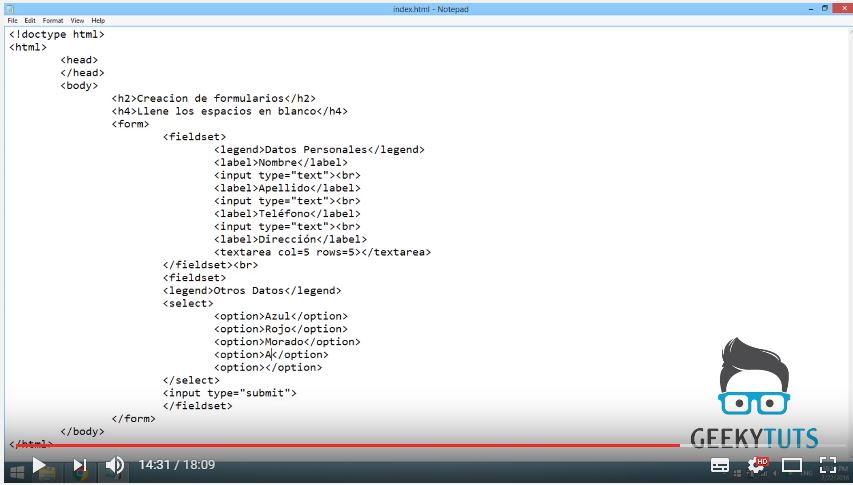 index.html - Notepad
File Edit Format View Help
<!doctype html>
<html>
<head>
</head>
<body>
<h2>Creacion de formularios</h2>
<h4>Llene los espacios en blanco</h4>
<form>
<fieldset>
<legend>Datos Personales</legend>
<label>Nombre</label>
<input type="text"><br>
<label>Apellido</label>
<input type="text"><br>
<label>Teléfono</label>
<input type="text"><br>
<label>Dirección</label>
<textarea col=5 rows=5></textarea>
</fieldset><br>
<fieldset>
<legend>Otros Datos</legend>
<select>
<option>Azul</option>
<option>Rojo</option>
<option>Morado</option>
<option>A</option>
<option></option>
</select>
<input type="submit">
</fieldset>
</form>
</body>
</html>
GEEKYTUTS
14:31 / 18:09
HD